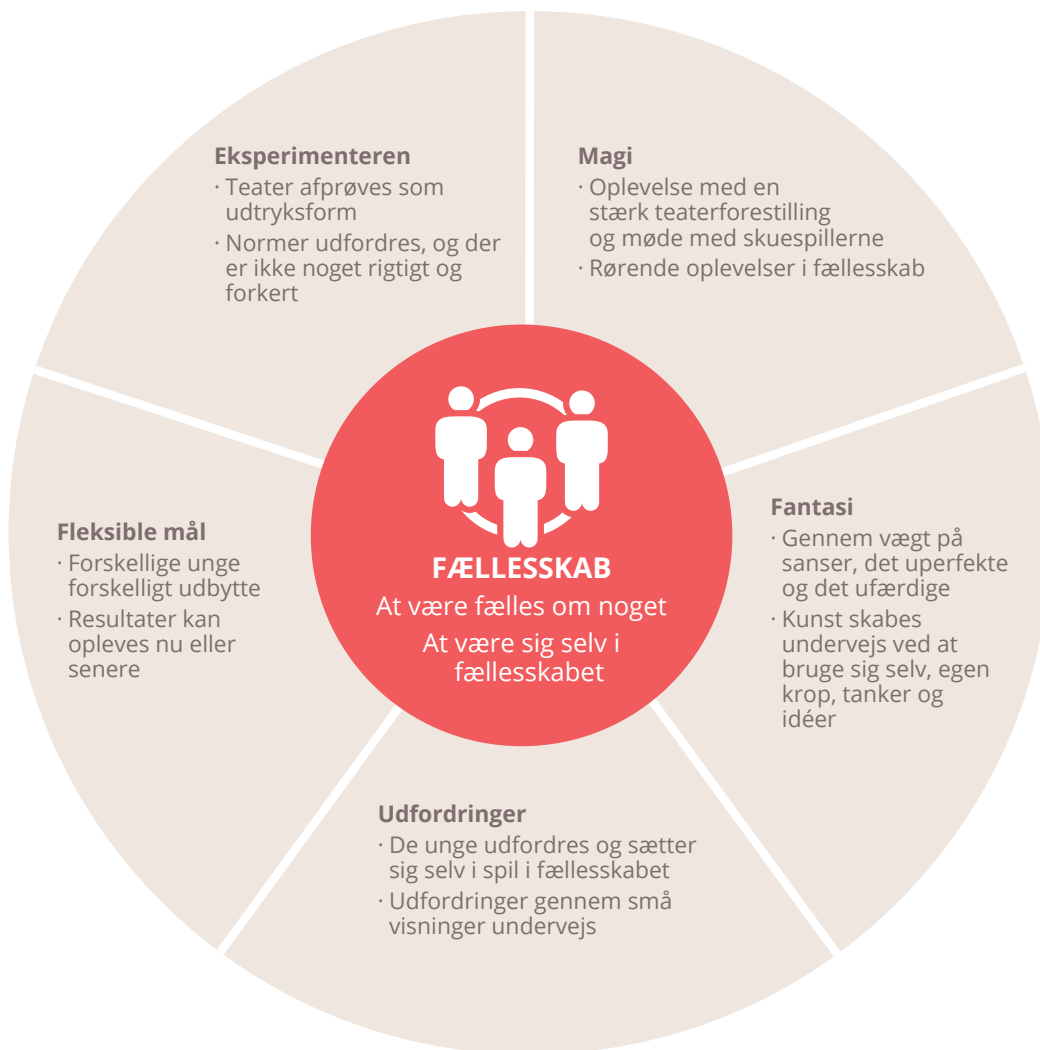 Eksperimenteren
· Teater afprøves som
udtryksform
· Normer udfordres, og der
er ikke noget rigtigt og
forkert
Magi
· Oplevelse med en
stærk teaterforestilling
og møde med skuespillerne
· Rørende oplevelser i fællesskab
Fantasi
· Gennem vægt på
sanser, det uperfekte
og det ufærdige
· Kunst skabes
undervejs ved at
bruge sig selv, egen
krop, tanker og
idéer
Udfordringer
· De unge udfordres og sætter
sig selv i spil i fællesskabet
· Udfordringer gennem små
visninger undervejs
Fleksible mål
· Forskellige unge
forskelligt udbytte
· Resultater kan
opleves nu eller
senere
FÆLLESSKAB
At være fælles om noget
At være sig selv i
fællesskabet